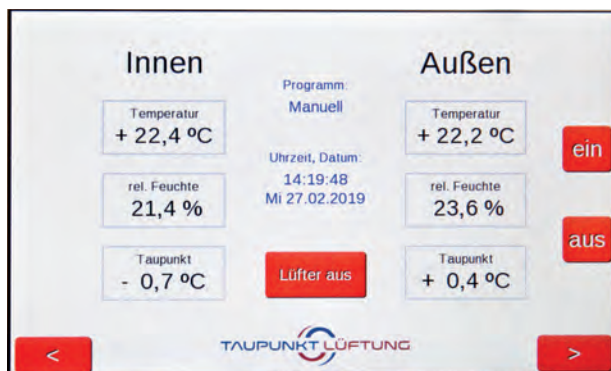 Innen
Temperatur
+ 22,4 ºC
rel. Feuchte
21,4 %
Taupunkt
- 0,7 ºC
Programm:
Manuell
Uhrzeit, Datum:
14:19:48
Mi 27.02.2019
Lüfter aus
Außen
Temperatur
+ 22,2 ºC
rel. Feuchte
23,6 %
Taupunkt
+ 0,4 ºC
ein
aus
<
TAUPUNKT LÜFTUNG
>